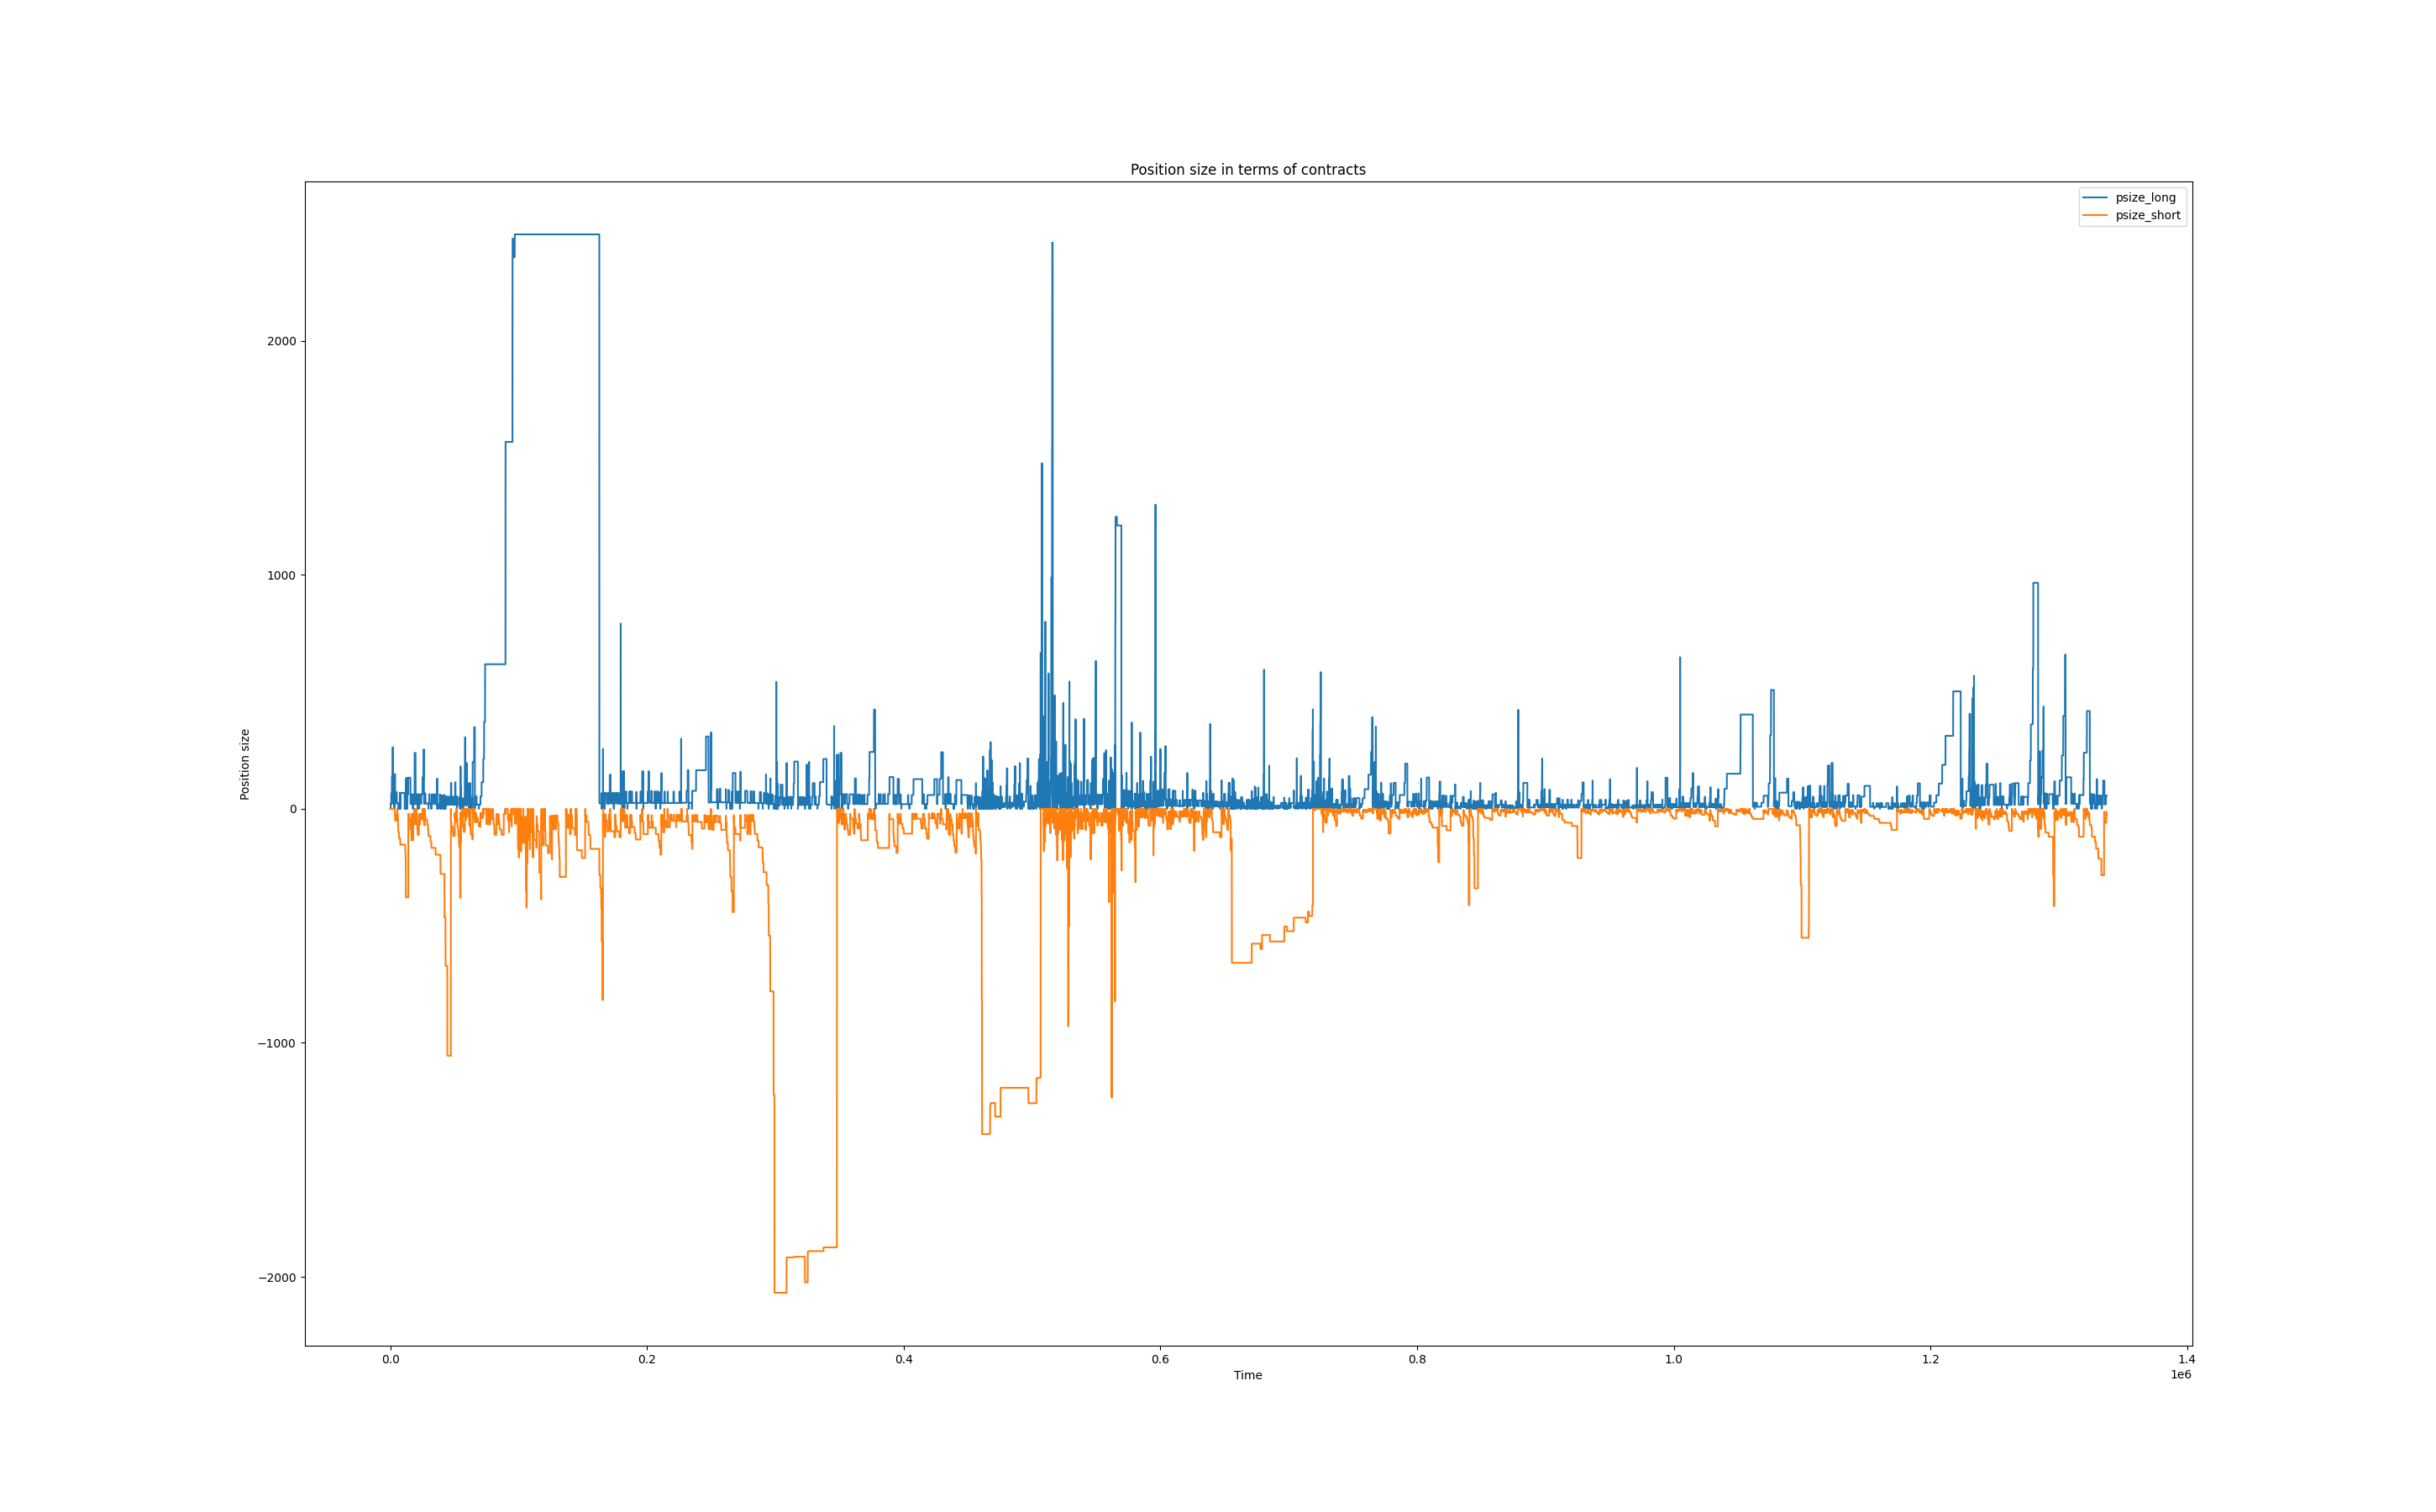 Position size in terms of contracts
psize_long
psize_short
Position size
2000
1000
0
−1000
−2000
0.0
0.2
0.4
0.6
0.8
1.0
1.2
1.4
Time
1e6